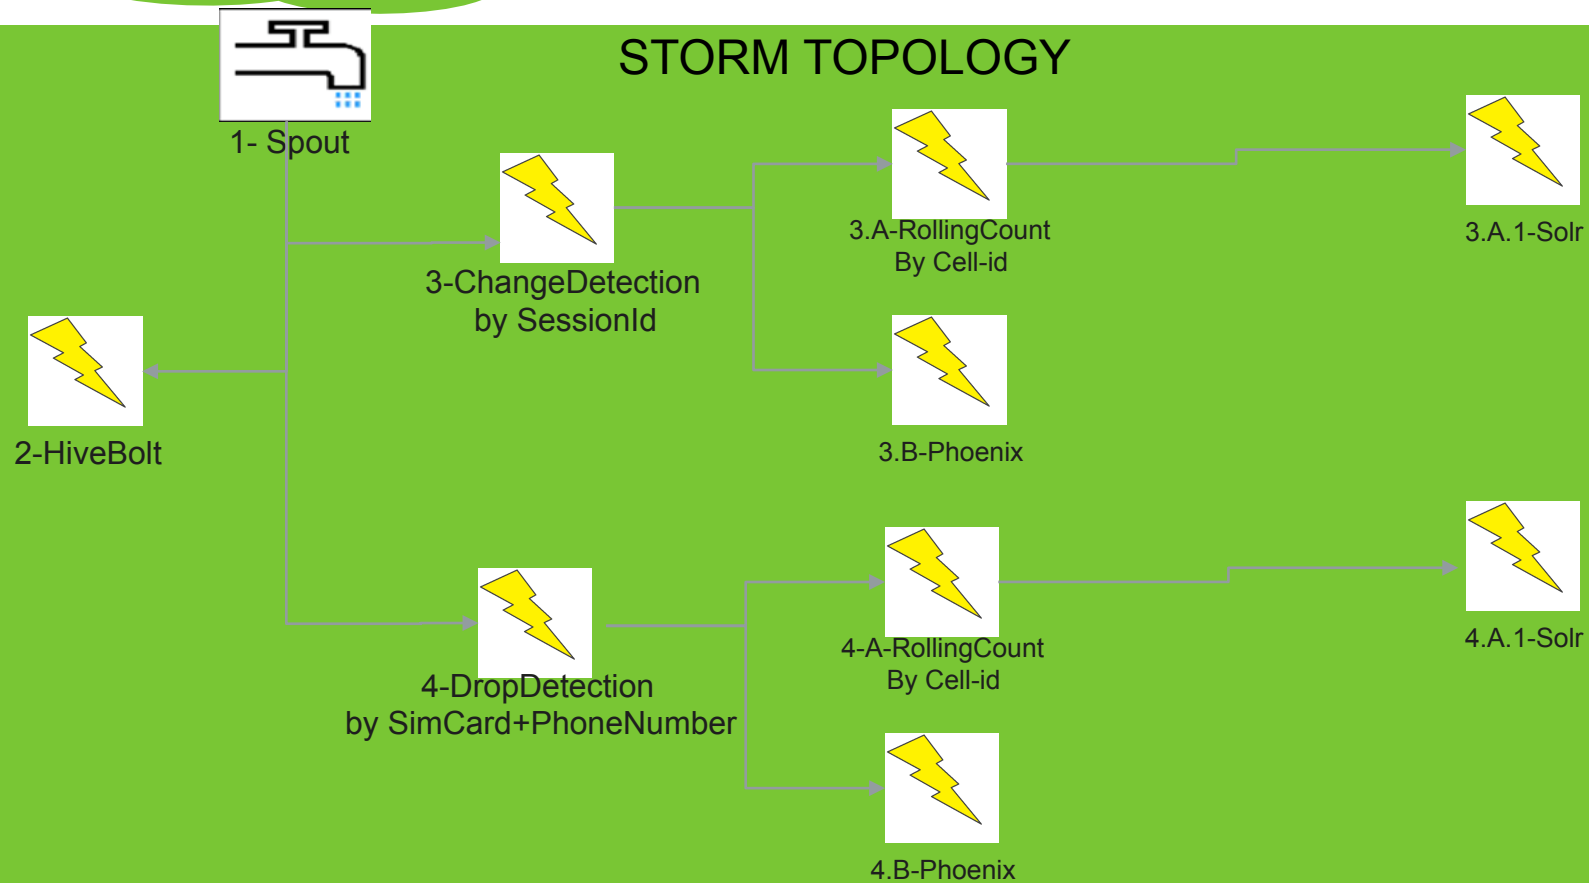 STORM TOPOLOGY
1- Spout
3-ChangeDetection
by SessionId
3.A-RollingCount
By Cell-id
3.A.1-Solr
2-HiveBolt
3.B-Phoenix
4-DropDetection
by SimCard+PhoneNumber
4-A-RollingCount
By Cell-id
4.A.1-Solr
4.B-Phoenix